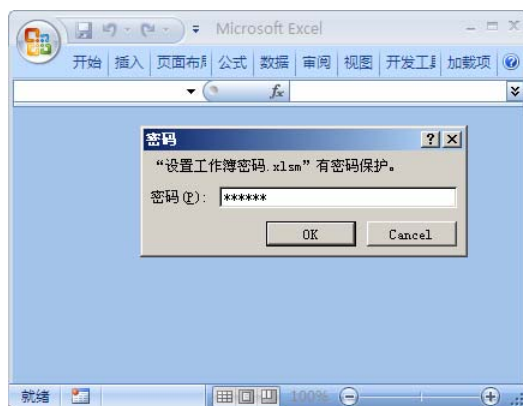 Microsoft Excel
开始 插入 页面布局 公式 数据 审阅 视图 开发工具 加载项
fx
密码
“设置工作簿密码.xlsm”有密码保护。
密码(P): ******
OK Cancel
就绪 100%